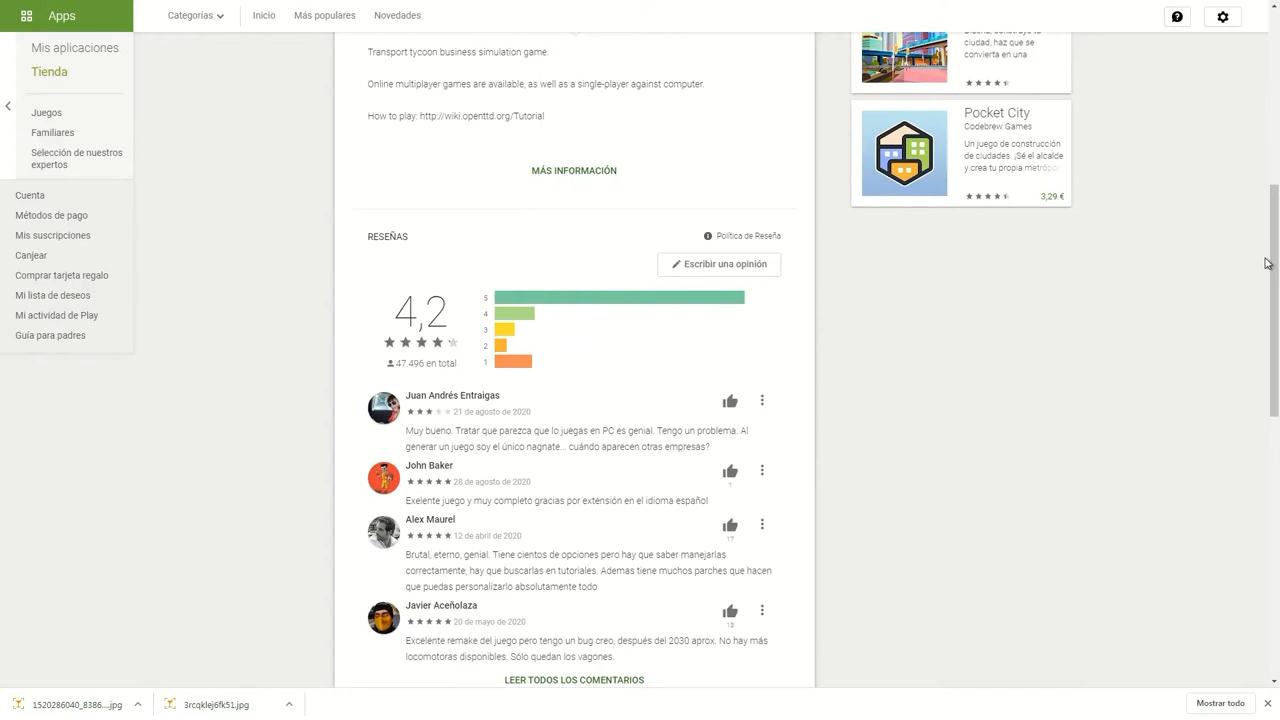 Apps
Categorías
Inicio
Más populares
Novedades
Mis aplicaciones
Tienda
Juegos
Familiares
Selección de nuestros
expertos
Cuenta
Métodos de pago
Mis suscripciones
Canjear
Comprar tarjeta regalo
Mi lista de deseos
Mi actividad de Play
Guía para padres
Transport tycoon business simulation game.
Online multiplayer games are available, as well as a single-player against computer.
How to play: http://wiki.openttd.org/Tutorial
MÁS INFORMACIÓN
RESEÑAS
Política de Reseña
Escribir una opinión
4,2
47.496 en total
5
4
3
2
1
Juan Andrés Entraigas
21 de agosto de 2020
Muy bueno. Tratar que parezca que lo juegas en PC es genial. Tengo un problema. Al
generar un juego soy el único nagnate... cuándo aparecen otras empresas?
John Baker
28 de agosto de 2020
1
Exelente juego y muy completo gracias por extensión en el idioma español
Alex Maurel
12 de abril de 2020
17
Brutal, eterno, genial. Tiene cientos de opciones pero hay que saber manejarlas
correctamente, hay que buscarlas en tutoriales. Ademas tiene muchos parches que hacen
que puedas personalizarlo absolutamente todo
Javier Aceñolaza
20 de mayo de 2020
13
Excelente remake del juego pero tengo un bug creo, después del 2030 aprox. No hay más
locomotoras disponibles. Sólo quedan los vagones.
LEER TODOS LOS COMENTARIOS
ciudad, haz que se
convierta en una
Pocket City
Codebrew Games
Un juego de construcción
de ciudades. ¡Sé el alcalde
y crea tu propia metrópo
3,29 €
1520286040_8386....jpg
3rcqklej6fk51.jpg
Mostrar todo